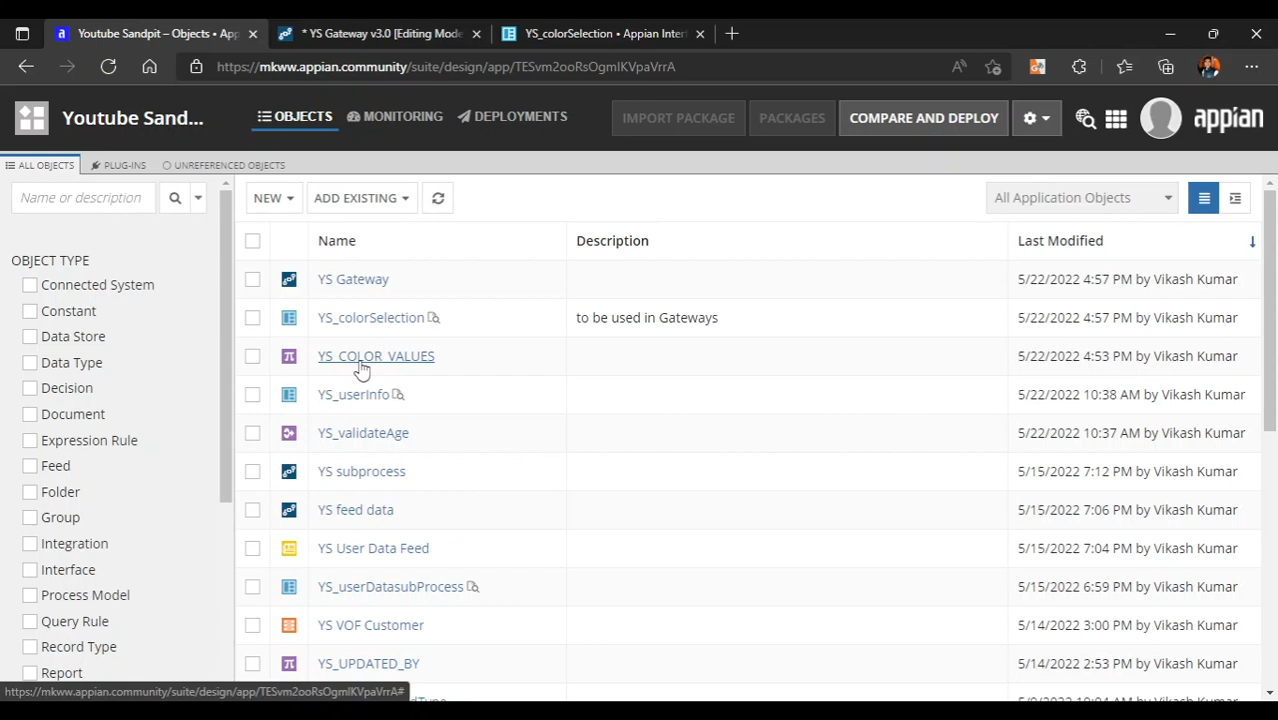 Youtube Sandpit – Objects • App
* YS Gateway v3.0 [Editing Mode
YS_colorSelection • Appian Inter
https://mkww.appian.community/suite/design/app/TESvm2ooRsOgmIKVpaVrrA
Youtube Sand...
OBJECTS
MONITORING
DEPLOYMENTS
IMPORT PACKAGE
PACKAGES
COMPARE AND DEPLOY
appian
ALL OBJECTS
PLUG-INS
UNREFERENCED OBJECTS
Name or description
NEW
ADD EXISTING
All Application Objects
OBJECT TYPE
Connected System
Constant
Data Store
Data Type
Decision
Document
Expression Rule
Feed
Folder
Group
Integration
Interface
Process Model
Query Rule
Record Type
Report
Name Description Last Modified
YS Gateway 5/22/2022 4:57 PM by Vikash Kumar
YS_colorSelection to be used in Gateways 5/22/2022 4:57 PM by Vikash Kumar
YS_COLOR_VALUES 5/22/2022 4:53 PM by Vikash Kumar
YS_userInfo 5/22/2022 10:38 AM by Vikash Kumar
YS_validateAge 5/22/2022 10:37 AM by Vikash Kumar
YS subprocess 5/15/2022 7:12 PM by Vikash Kumar
YS feed data 5/15/2022 7:06 PM by Vikash Kumar
YS User Data Feed 5/15/2022 7:04 PM by Vikash Kumar
YS_userDatasubProcess 5/15/2022 6:59 PM by Vikash Kumar
YS VOF Customer 5/14/2022 3:00 PM by Vikash Kumar
YS_UPDATED_BY 5/14/2022 2:53 PM by Vikash Kumar
https://mkww.appian.community/suite/design/app/TESvm2ooRsOgmIKVpaVrrA#